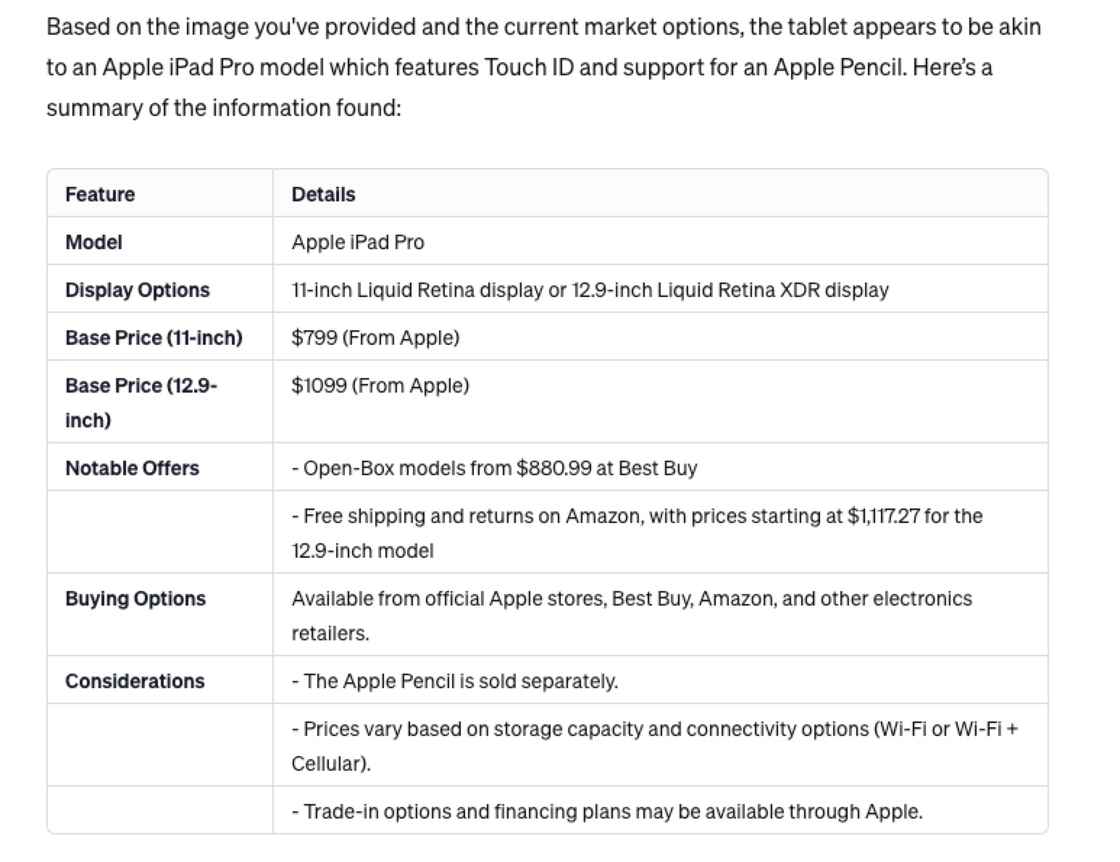 Based on the image you've provided and the current market options, the tablet appears to be akin
to an Apple iPad Pro model which features Touch ID and support for an Apple Pencil. Here’s a
summary of the information found:
Feature Details
Model Apple iPad Pro
Display Options 11-inch Liquid Retina display or 12.9-inch Liquid Retina XDR display
Base Price (11-inch) $799 (From Apple)
Base Price (12.9-
inch) $1099 (From Apple)
Notable Offers - Open-Box models from $880.99 at Best Buy
- Free shipping and returns on Amazon, with prices starting at $1,117.27 for the
12.9-inch model
Buying Options Available from official Apple stores, Best Buy, Amazon, and other electronics
retailers.
Considerations - The Apple Pencil is sold separately.
- Prices vary based on storage capacity and connectivity options (Wi-Fi or Wi-Fi +
Cellular).
- Trade-in options and financing plans may be available through Apple.